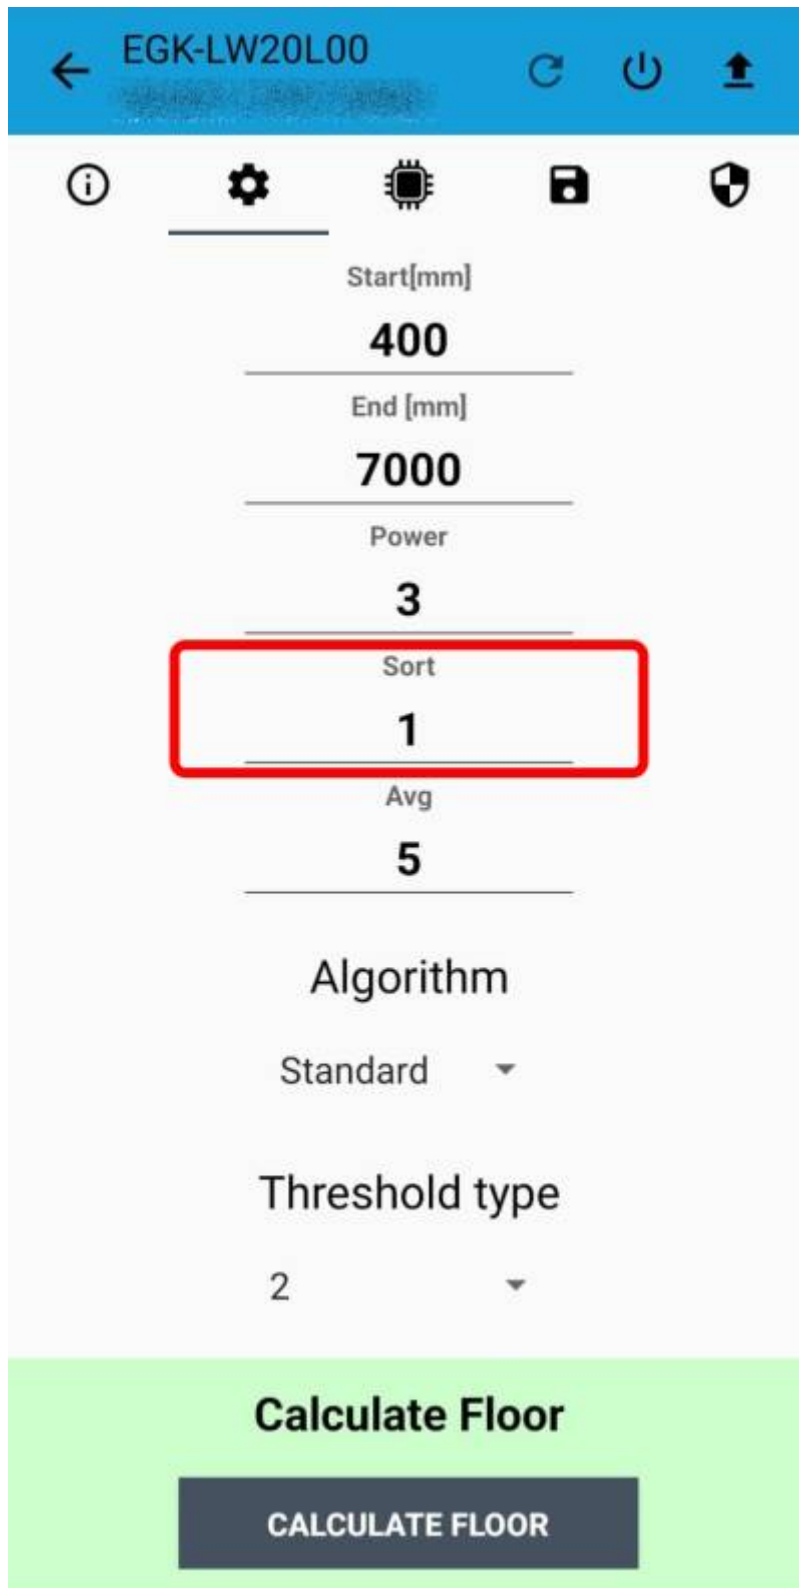 EGK-LW20L00
Start[mm]
400
End [mm]
7000
Power
3
Sort
1
Avg
5
Algorithm
Standard
Threshold type
2
Calculate Floor
CALCULATE FLOOR